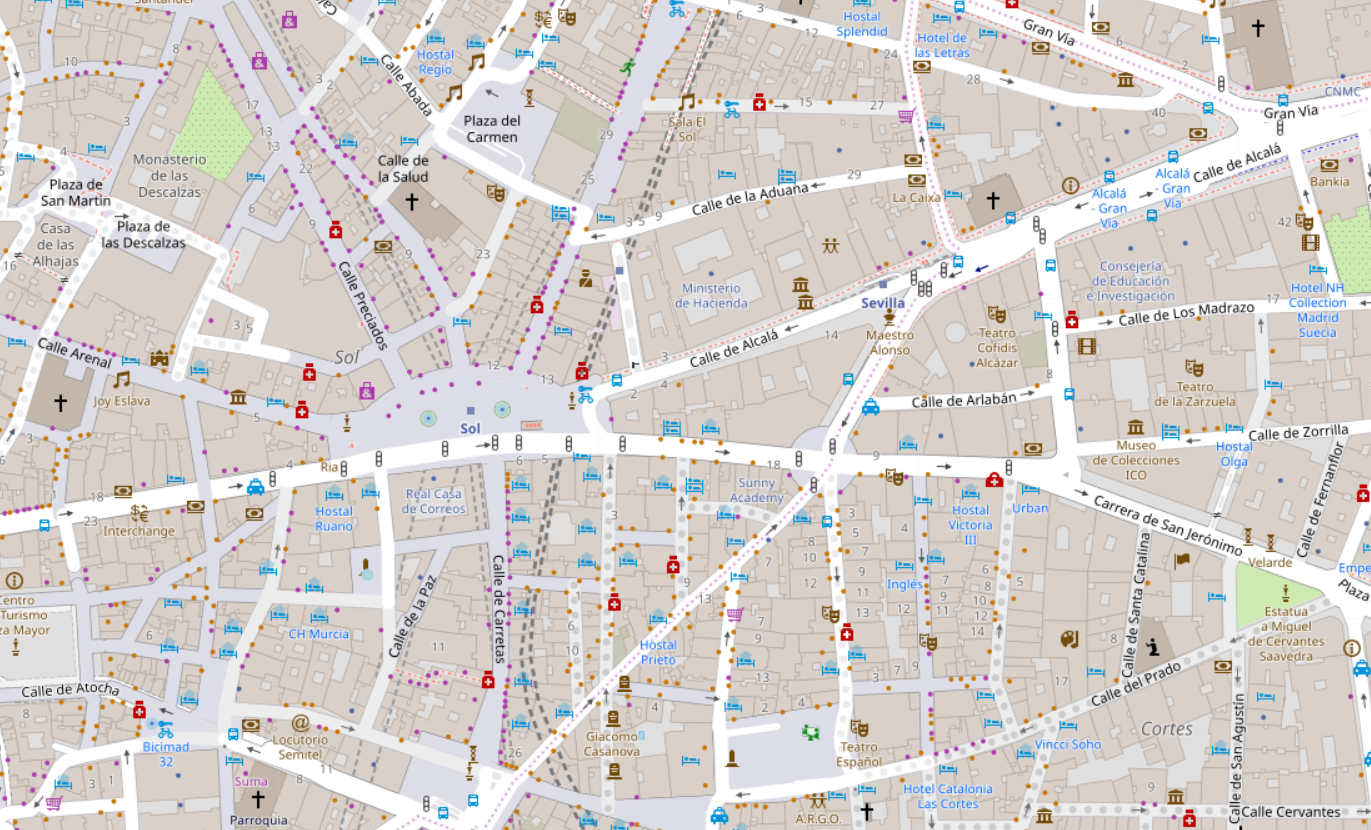 Santander
Calle Abada
Hostal
Regio
Hostal
Splendid
Hotel de
las Letras
Gran Vía
CNMC
Gran Vía
Calle de Alcalá
Plaza del
Carmen
Sala El
Sol
Calle de
la Salud
Monasterio
de las
Descalzas
Plaza de
San Martín
Plaza de
las Descalzas
Casa
de las
Alhajas
Calle de la Aduana
La Caixa
Alcalá
- Gran
Vía
Alcalá
- Gran
Vía
Bankia
Calle Preciados
Ministerio
de Hacienda
Sevilla
Maestro
Alonso
Consejería
de Educación
e Investigación
Hotel NH
Collection
Madrid
Suecia
Calle de Los Madrazo
Teatro
Cofidis
Alcázar
Calle de Alcalá
Calle Arenal
Sol
Joy Eslava
Teatro
de la Zarzuela
Calle de Arlabán
Sol
Calle de Zorrilla
Museo
de Colecciones
ICO
Hostal
Olga
Ria
Interchange
Hostal
Ruano
Real Casa
de Correos
Sunny
Academy
Hostal
Victoria
III
Urban
Carrera de San Jerónimo
Calle de Fernanflor
Velarde
Plaza
Calle de Carretas
Calle de la Paz
Inglés
Calle de Santa Catalina
Estatua
a Miguel
de Cervantes
Saavedra
CH Murcia
Hostal
Prieto
Calle de Atocha
Calle del Prado
Calle de San Agustín
Cortes
Bicimad
32
Locutorio
Semitel
Giacomo
Casanova
Teatro
Español
Vincci Soho
Suma
Parroquia
A.R.G.O.
Hotel Catalonia
Las Cortes
Calle Cervantes